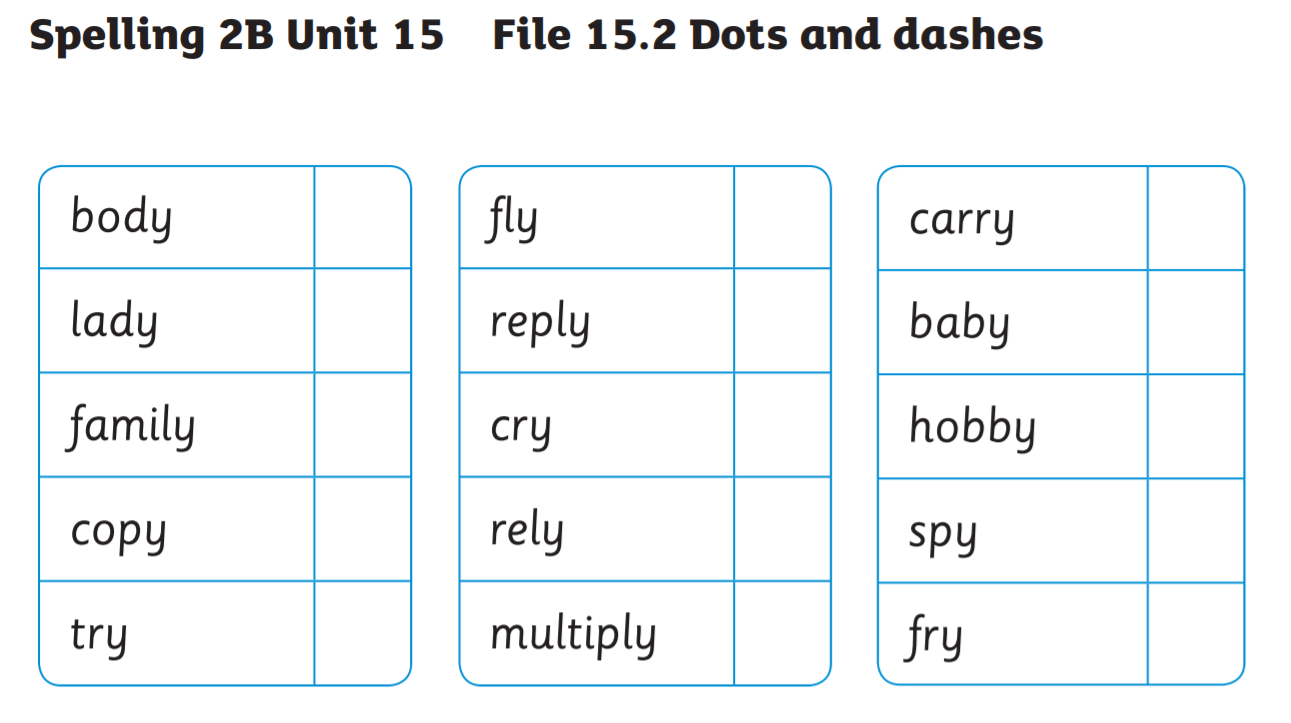 Spelling 2B Unit 15 File 15.2 Dots and dashes
body
lady
family
copy
try
fly
reply
cry
rely
multiply
carry
baby
hobby
spy
fry